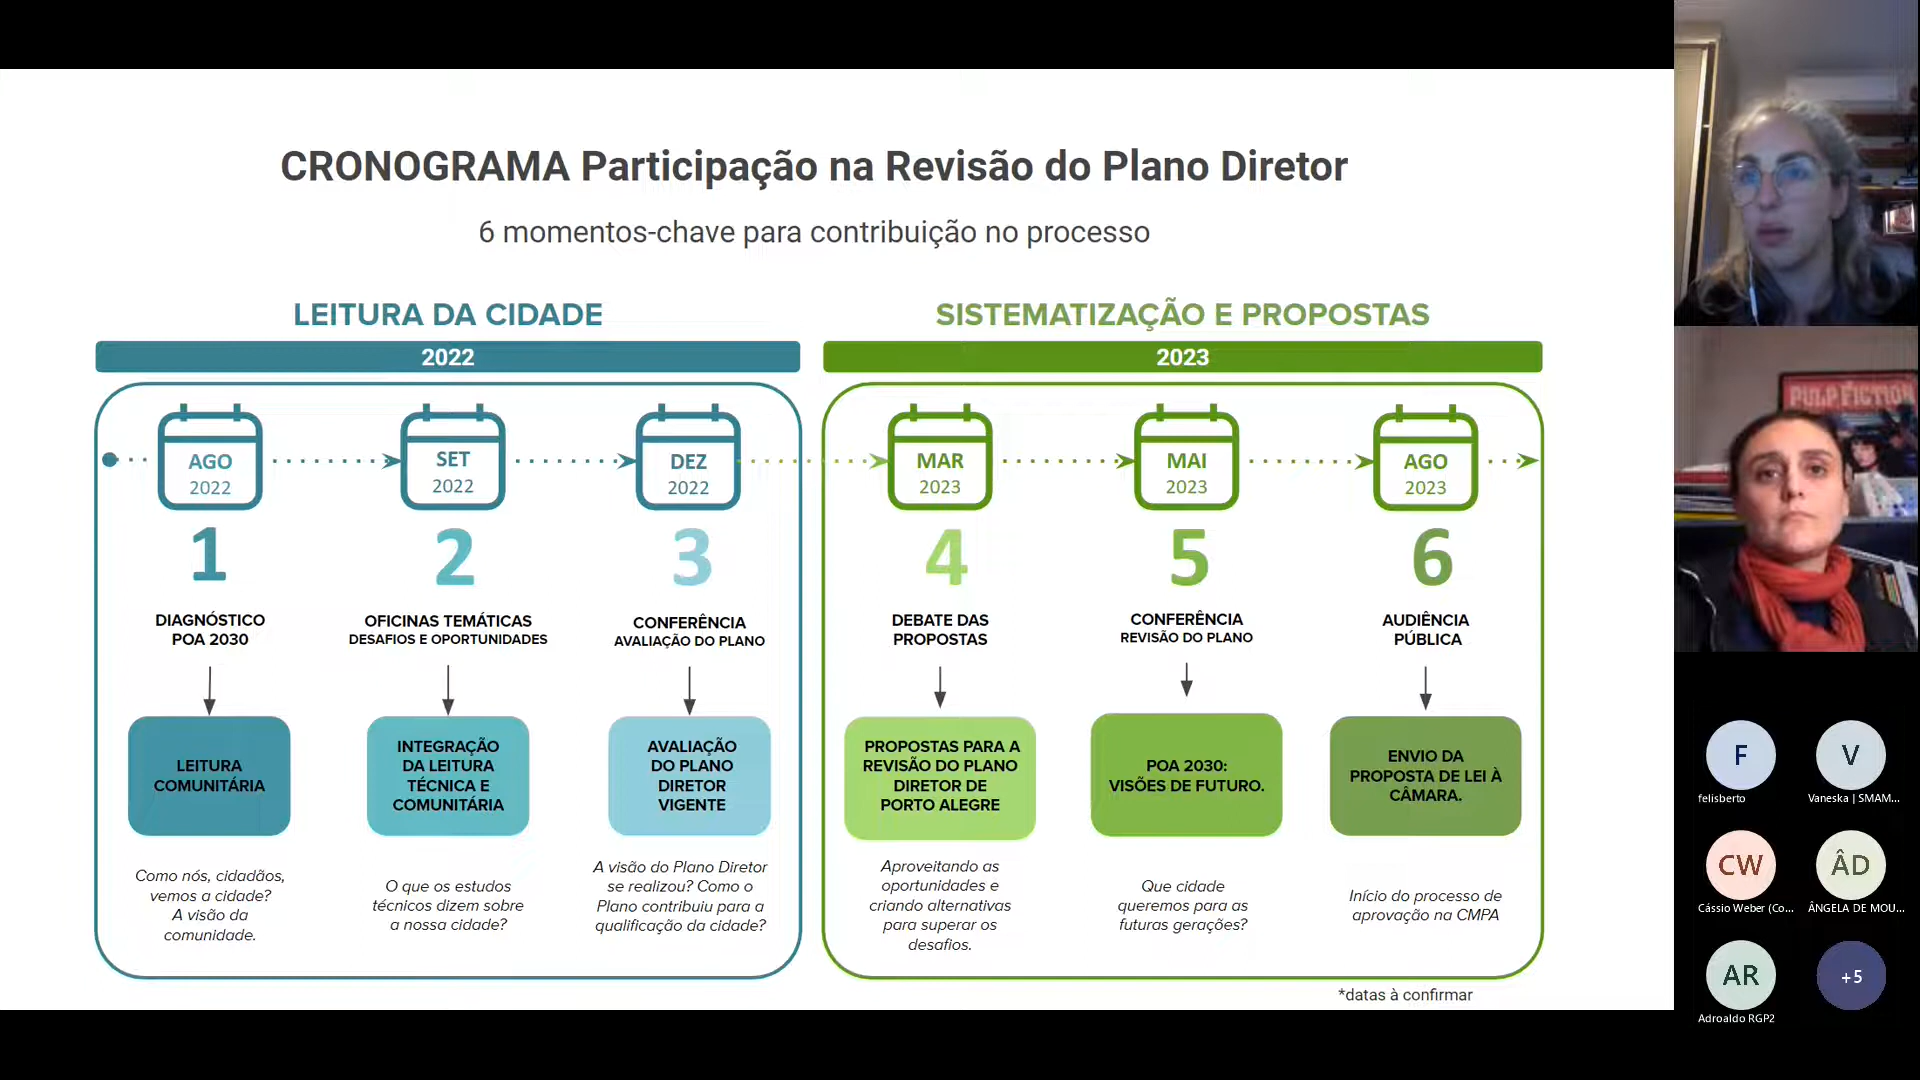 CRONOGRAMA Participação na Revisão do Plano Diretor
6 momentos-chave para contribuição no processo
LEITURA DA CIDADE
2022
AGO
2022
1
DIAGNÓSTICO
POA 2030
LEITURA
COMUNITÁRIA
Como nós, cidadãos,
vemos a cidade?
A visão da
comunidade.
SET
2022
2
OFICINAS TEMÁTICAS
DESAFIOS E OPORTUNIDADES
INTEGRAÇÃO
DA LEITURA
TÉCNICA E
COMUNITÁRIA
O que os estudos
técnicos dizem sobre
a nossa cidade?
DEZ
2022
3
CONFERÊNCIA
AVALIAÇÃO DO PLANO
AVALIAÇÃO
DO PLANO
DIRETOR
VIGENTE
A visão do Plano Diretor
se realizou? Como o
Plano contribuiu para a
qualificação da cidade?
SISTEMATIZAÇÃO E PROPOSTAS
2023
MAR
2023
4
DEBATE DAS
PROPOSTAS
PROPOSTAS PARA A
REVISÃO DO PLANO
DIRETOR DE
PORTO ALEGRE
Aproveitando as
oportunidades e
criando alternativas
para superar os
desafios.
MAI
2023
5
CONFERÊNCIA
REVISÃO DO PLANO
POA 2030:
VISÕES DE FUTURO.
Que cidade
queremos para as
futuras gerações?
AGO
2023
6
AUDIÊNCIA
PÚBLICA
ENVIO DA
PROPOSTA DE LEI À
CÂMARA.
Início do processo de
aprovação na CMPA
*datas à confirmar
PULP FICTION
F
felisberto
V
Vaneska | SMAM...
CW
Cássio Weber (Co...
ÂD
ÂNGELA DE MOU...
AR
Adroaldo RGP2
+5